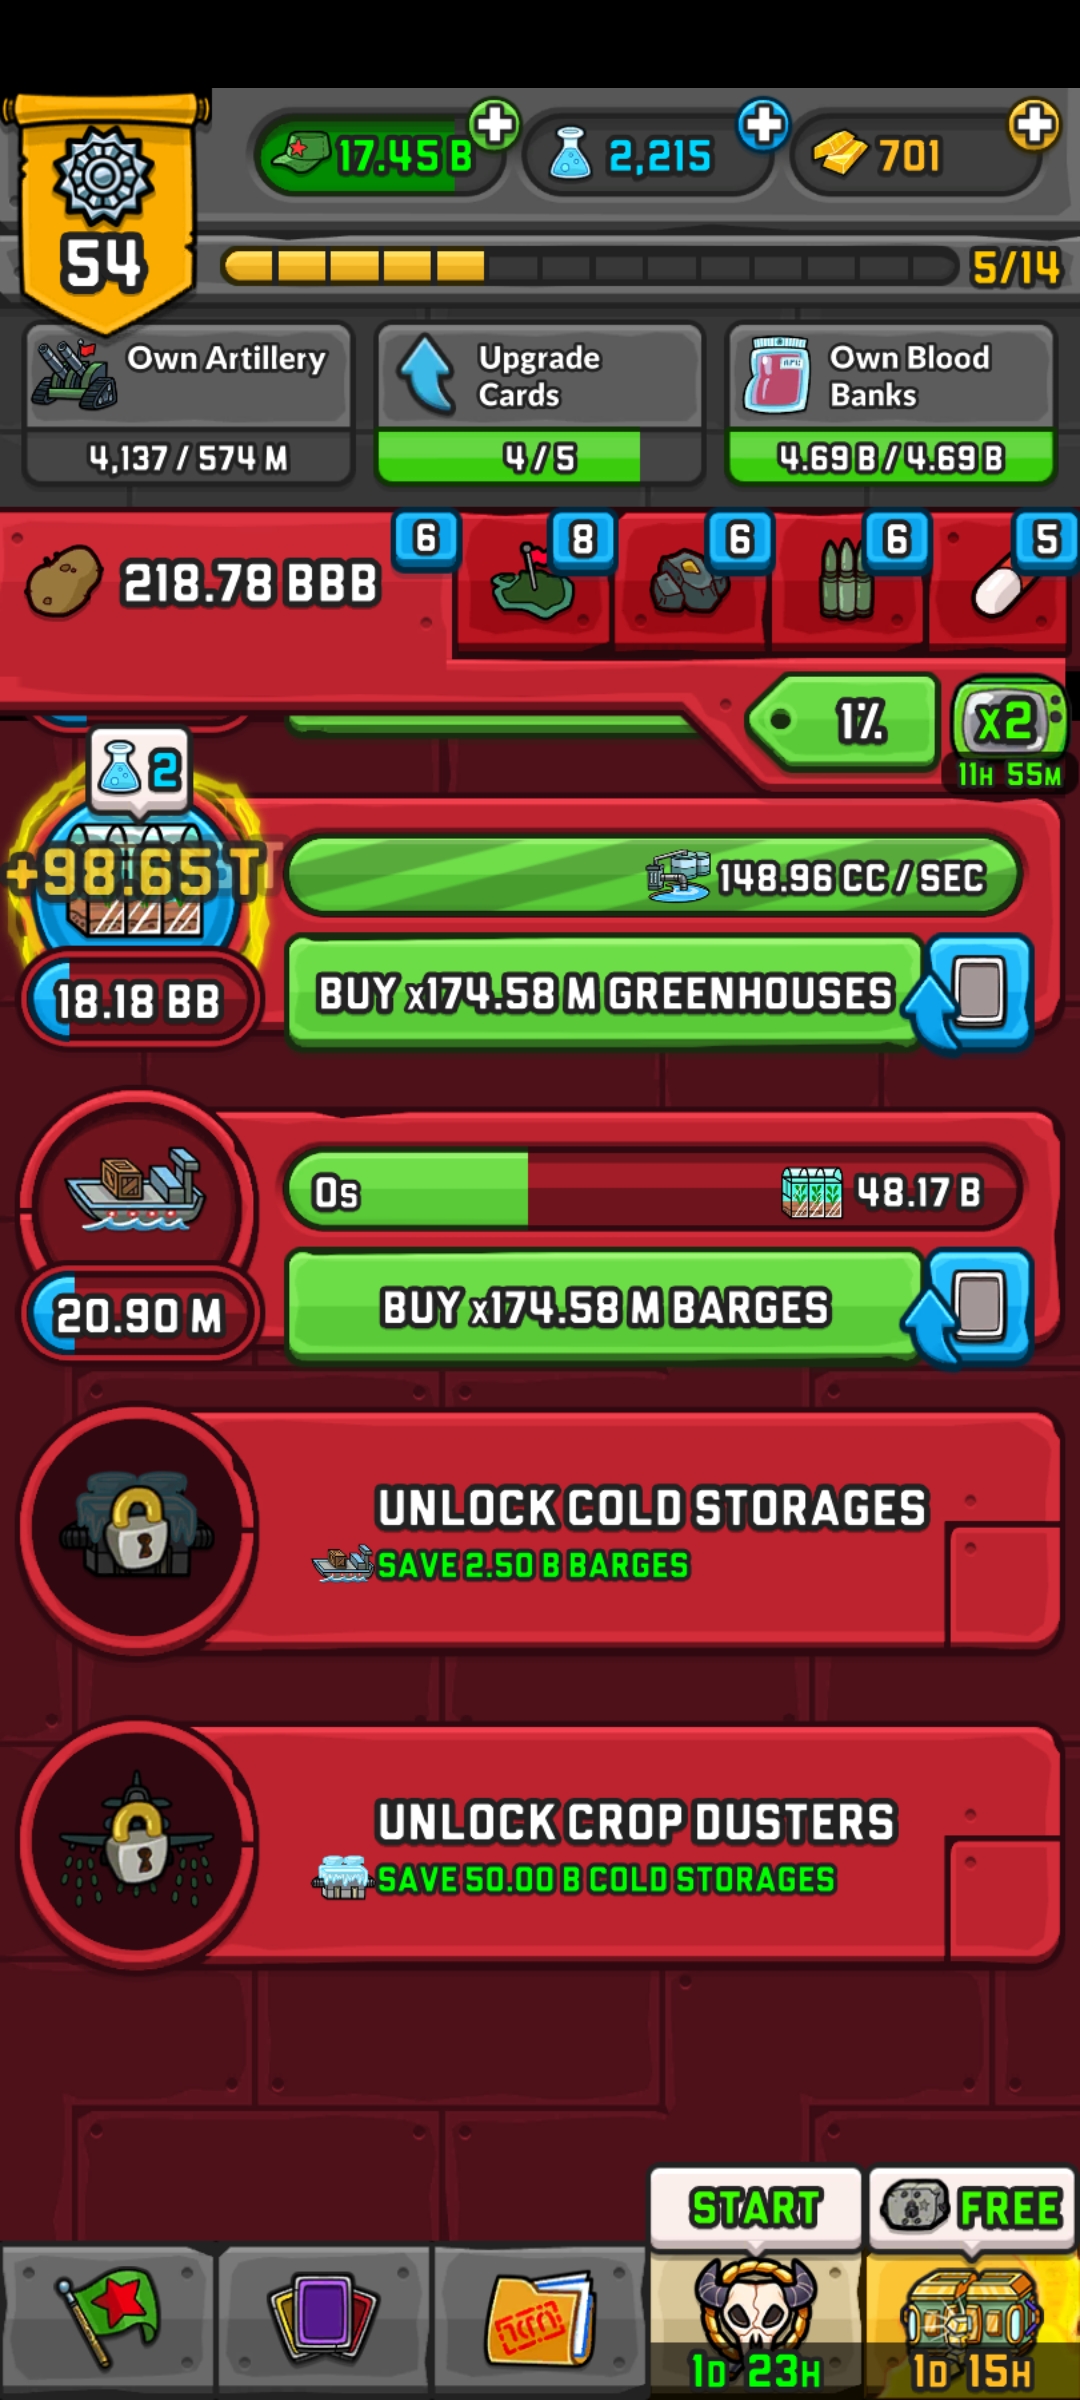 54
17.45 B
2,215
701
5/14
Own Artillery
4,137 / 574 M
Upgrade
Cards
4 / 5
Own Blood
Banks
4.69 B / 4.69 B
218.78 BBB
6
8
6
6
5
1%
x2
11H 55M
2
+98.65 T
148.96 CC / SEC
18.18 BB
BUY x174.58 M GREENHOUSES
0s
48.17 B
20.90 M
BUY x174.58 M BARGES
UNLOCK COLD STORAGES
SAVE 2.50 B BARGES
UNLOCK CROP DUSTERS
SAVE 50.00 B COLD STORAGES
START
FREE
1D 23H
1D 15H